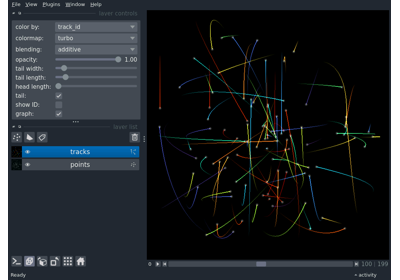 File View Plugins Window Help
layer controls
color by: track_id
colormap: turbo
blending: additive
opacity: 1.00
tail width:
tail length:
head length:
tail:
show ID:
graph:
layer list
tracks
points
100 | 199
Ready
activity